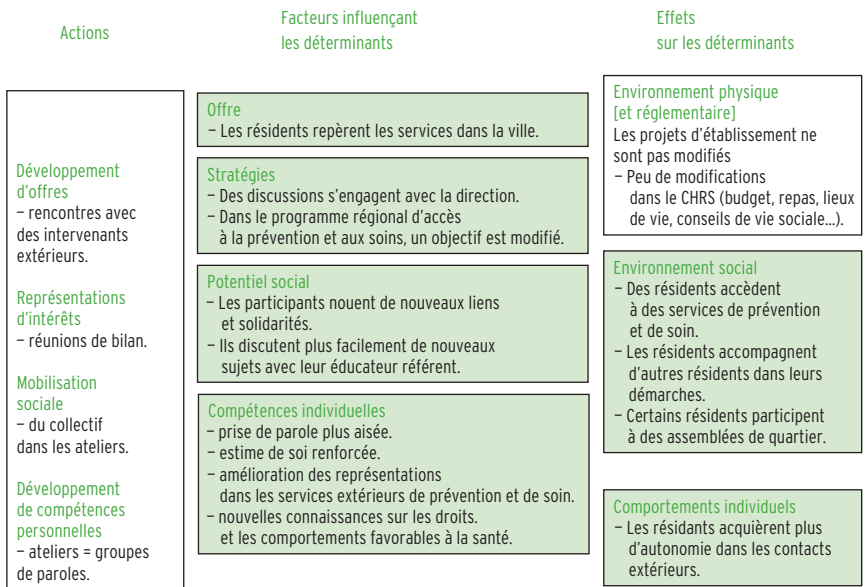 Actions
Facteurs influençant
les déterminants
Effets
sur les déterminants
Développement
d'offres
– rencontres avec
des intervenants
extérieurs.
Représentations
d'intérêts
– réunions de bilan.
Mobilisation
sociale
– du collectif
dans les ateliers.
Développement
de compétences
personnelles
– ateliers = groupes
de paroles.
Offre
– Les résidents repèrent les services dans la ville.
Stratégies
– Des discussions s'engagent avec la direction.
– Dans le programme régional d'accès
à la prévention et aux soins, un objectif est modifié.
Potentiel social
– Les participants nouent de nouveaux liens
et solidarités.
– Ils discutent plus facilement de nouveaux
sujets avec leur éducateur référent.
Compétences individuelles
– prise de parole plus aisée.
– estime de soi renforcée.
– amélioration des représentations
dans les services extérieurs de prévention et de soin.
– nouvelles connaissances sur les droits.
et les comportements favorables à la santé.
Environnement physique
[et réglementaire]
Les projets d'établissement ne
sont pas modifiés
– Peu de modifications
dans le CHRS (budget, repas, lieux
de vie, conseils de vie sociale...).
Environnement social
– Des résidents accèdent
à des services de prévention
et de soin.
– Les résidents accompagnent
d'autres résidents dans leurs
démarches.
– Certains résidents participent
à des assemblées de quartier.
Comportements individuels
– Les résidants acquièrent plus
d'autonomie dans les contacts
extérieurs.